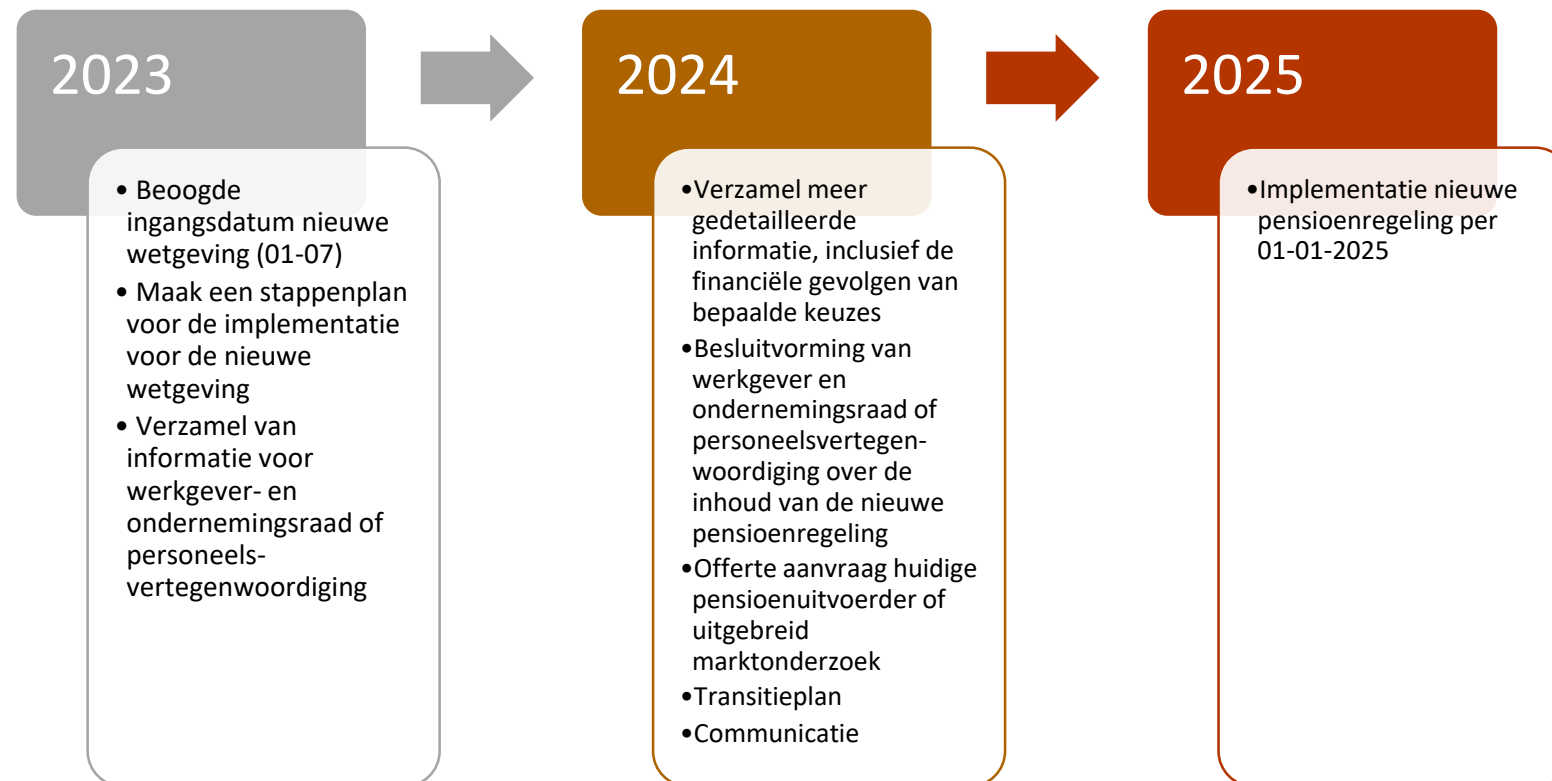 2023
• Beoogde
ingangsdatum nieuwe
wetgeving (01-07)
• Maak een stappenplan
voor de implementatie
voor de nieuwe
wetgeving
• Verzamel van
informatie voor
werkgever- en
ondernemingsraad of
personeels-
vertegenwoordiging
2024
•Verzamel meer
gedetailleerde
informatie, inclusief de
financiële gevolgen van
bepaalde keuzes
•Besluitvorming van
werkgever en
ondernemingsraad of
personeelsvertegen-
woordiging over de
inhoud van de nieuwe
pensioenregeling
•Offerte aanvraag huidige
pensioenuitvoerder of
uitgebreid
marktonderzoek
•Transitieplan
•Communicatie
2025
•Implementatie nieuwe
pensioenregeling per
01-01-2025